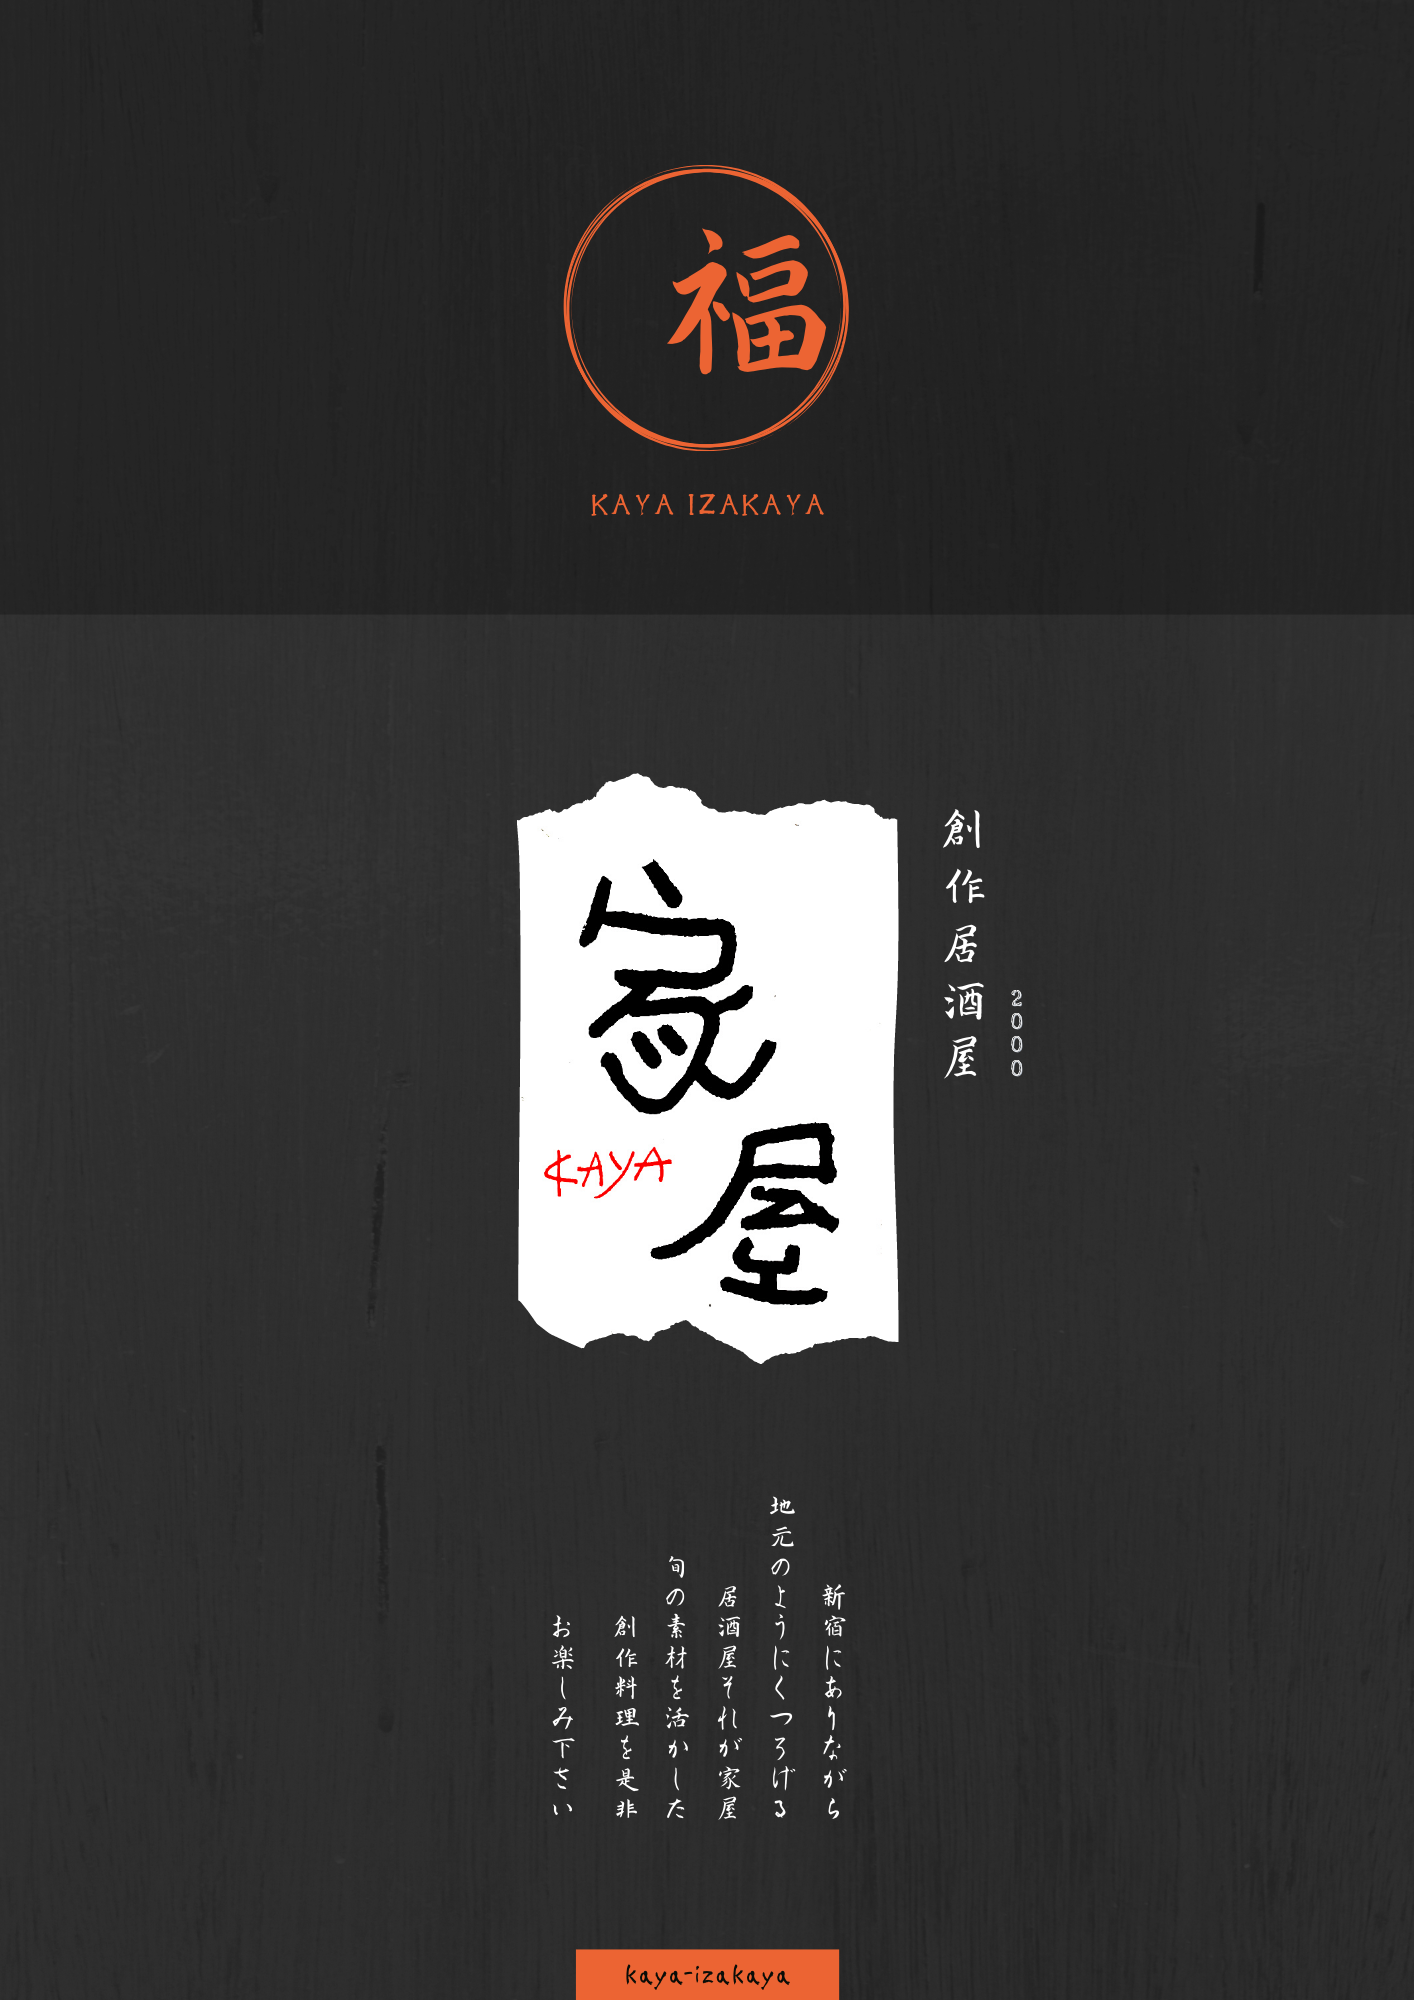 福
KAYA IZAKAYA
創作居酒屋
2000
家屋
KAYA
新宿にありながら
地元のようにくつろげる
居酒屋それが家屋
旬の素材を活かした
創作料理を是非
お楽しみ下さい
kaya-izakaya